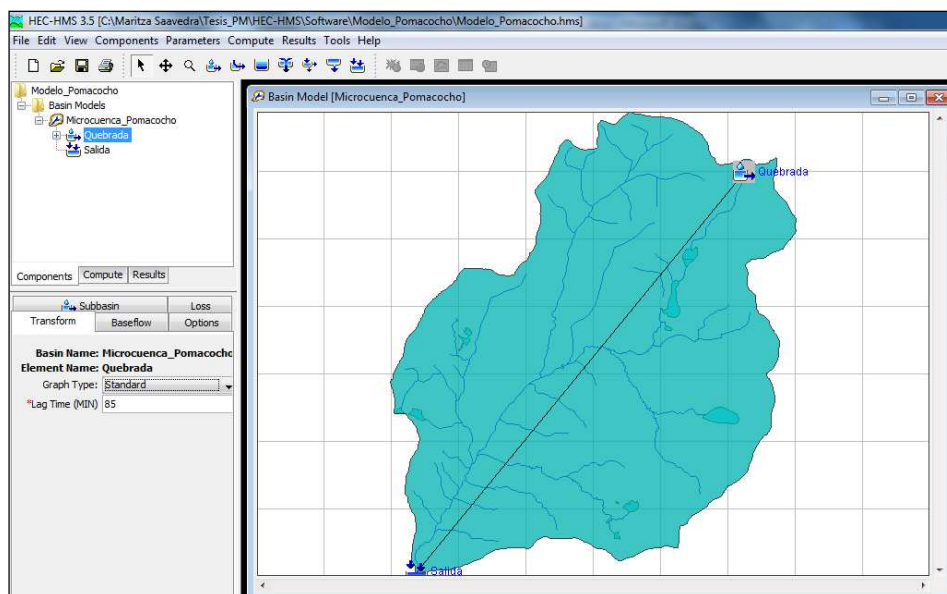 HEC-HMS 3.5 [C:\Maritza Saavedra\Tesis_PM\HEC-HMS\Software\Modelo_Pomacocho\Modelo_Pomacocho.hms]
File Edit View Components Parameters Compute Results Tools Help
Modelo_Pomacocho
Basin Models
Microcuenca_Pomacocho
Quebrada
Salida
Components Compute Results
Subbasin Loss
Transform Baseflow Options
Basin Name: Microcuenca_Pomacocho
Element Name: Quebrada
Graph Type: Standard
*Lag Time (MIN) 85
Basin Model [Microcuenca_Pomacocho]
Quebrada
Salida